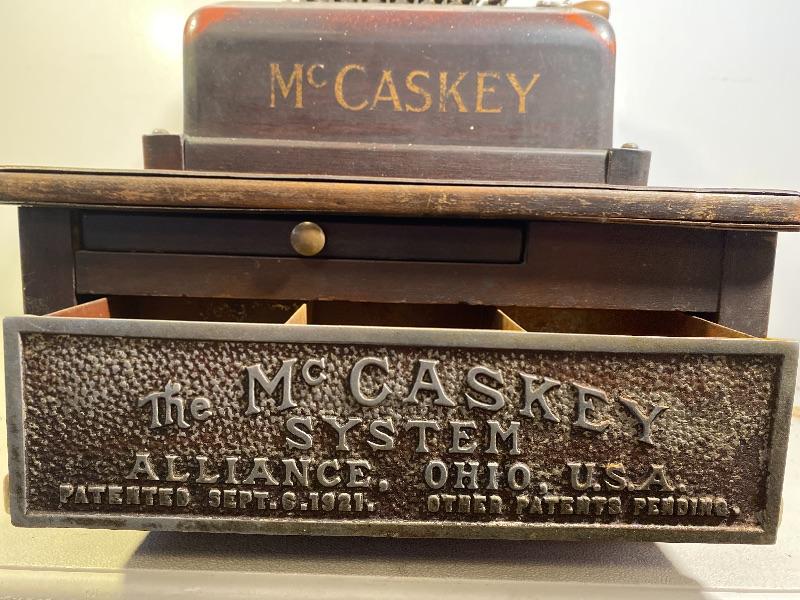 McCASKEY
The McCASKEY
SYSTEM
ALLIANCE, OHIO, U.S.A.
PATENTED SEPT. 6. 1921. OTHER PATENTS PENDING.